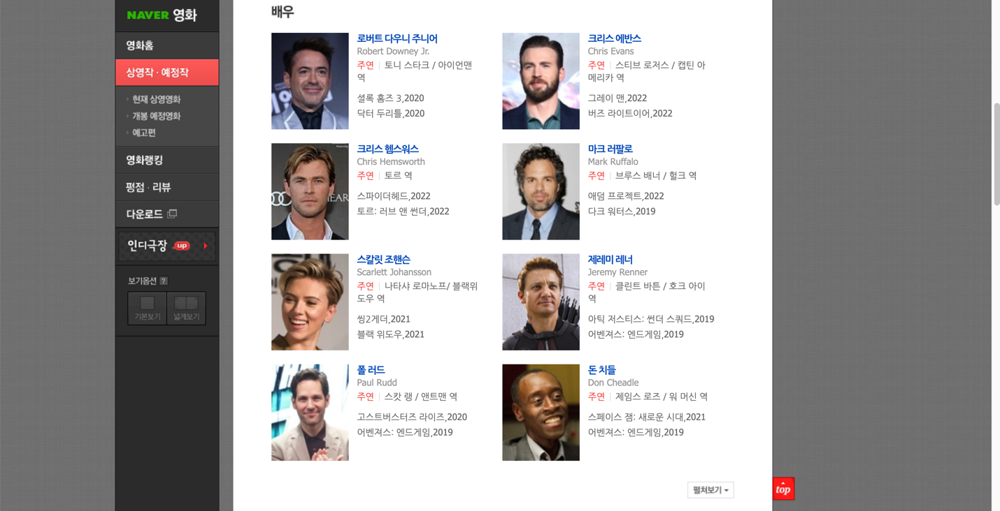 NAVER 영화
영화홈
상영작 · 예정작
현재 상영영화
개봉 예정영화
예고편
영화랭킹
평점 · 리뷰
다운로드
인디극장 up
보기옵션 ?
기본보기 넓게보기
배우
로버트 다우니 주니어
Robert Downey Jr.
주연 토니 스타크 / 아이언맨
역
셜록 홈즈 3,2020
닥터 두리틀,2020
크리스 에반스
Chris Evans
주연 스티브 로저스 / 캡틴 아
메리카 역
그레이 맨,2022
버즈 라이트이어,2022
크리스 헴스워스
Chris Hemsworth
주연 토르 역
스파이더헤드,2022
토르: 러브 앤 썬더,2022
마크 러팔로
Mark Ruffalo
주연 브루스 배너 / 헐크 역
애덤 프로젝트,2022
다크 워터스,2019
스칼릿 조핸슨
Scarlett Johansson
주연 나타샤 로마노프/ 블랙위
도우 역
씽2게더,2021
블랙 위도우,2021
제레미 레너
Jeremy Renner
주연 클린트 바튼 / 호크 아이
역
아틱 저스티스: 썬더 스쿼드,2019
어벤져스: 엔드게임,2019
폴 러드
Paul Rudd
주연 스캇 랭 / 앤트맨 역
고스트버스터즈 라이즈,2020
어벤져스: 엔드게임,2019
돈 치들
Don Cheadle
주연 제임스 로즈 / 워 머신 역
스페이스 잼: 새로운 시대,2021
어벤져스: 엔드게임,2019
펼쳐보기
top